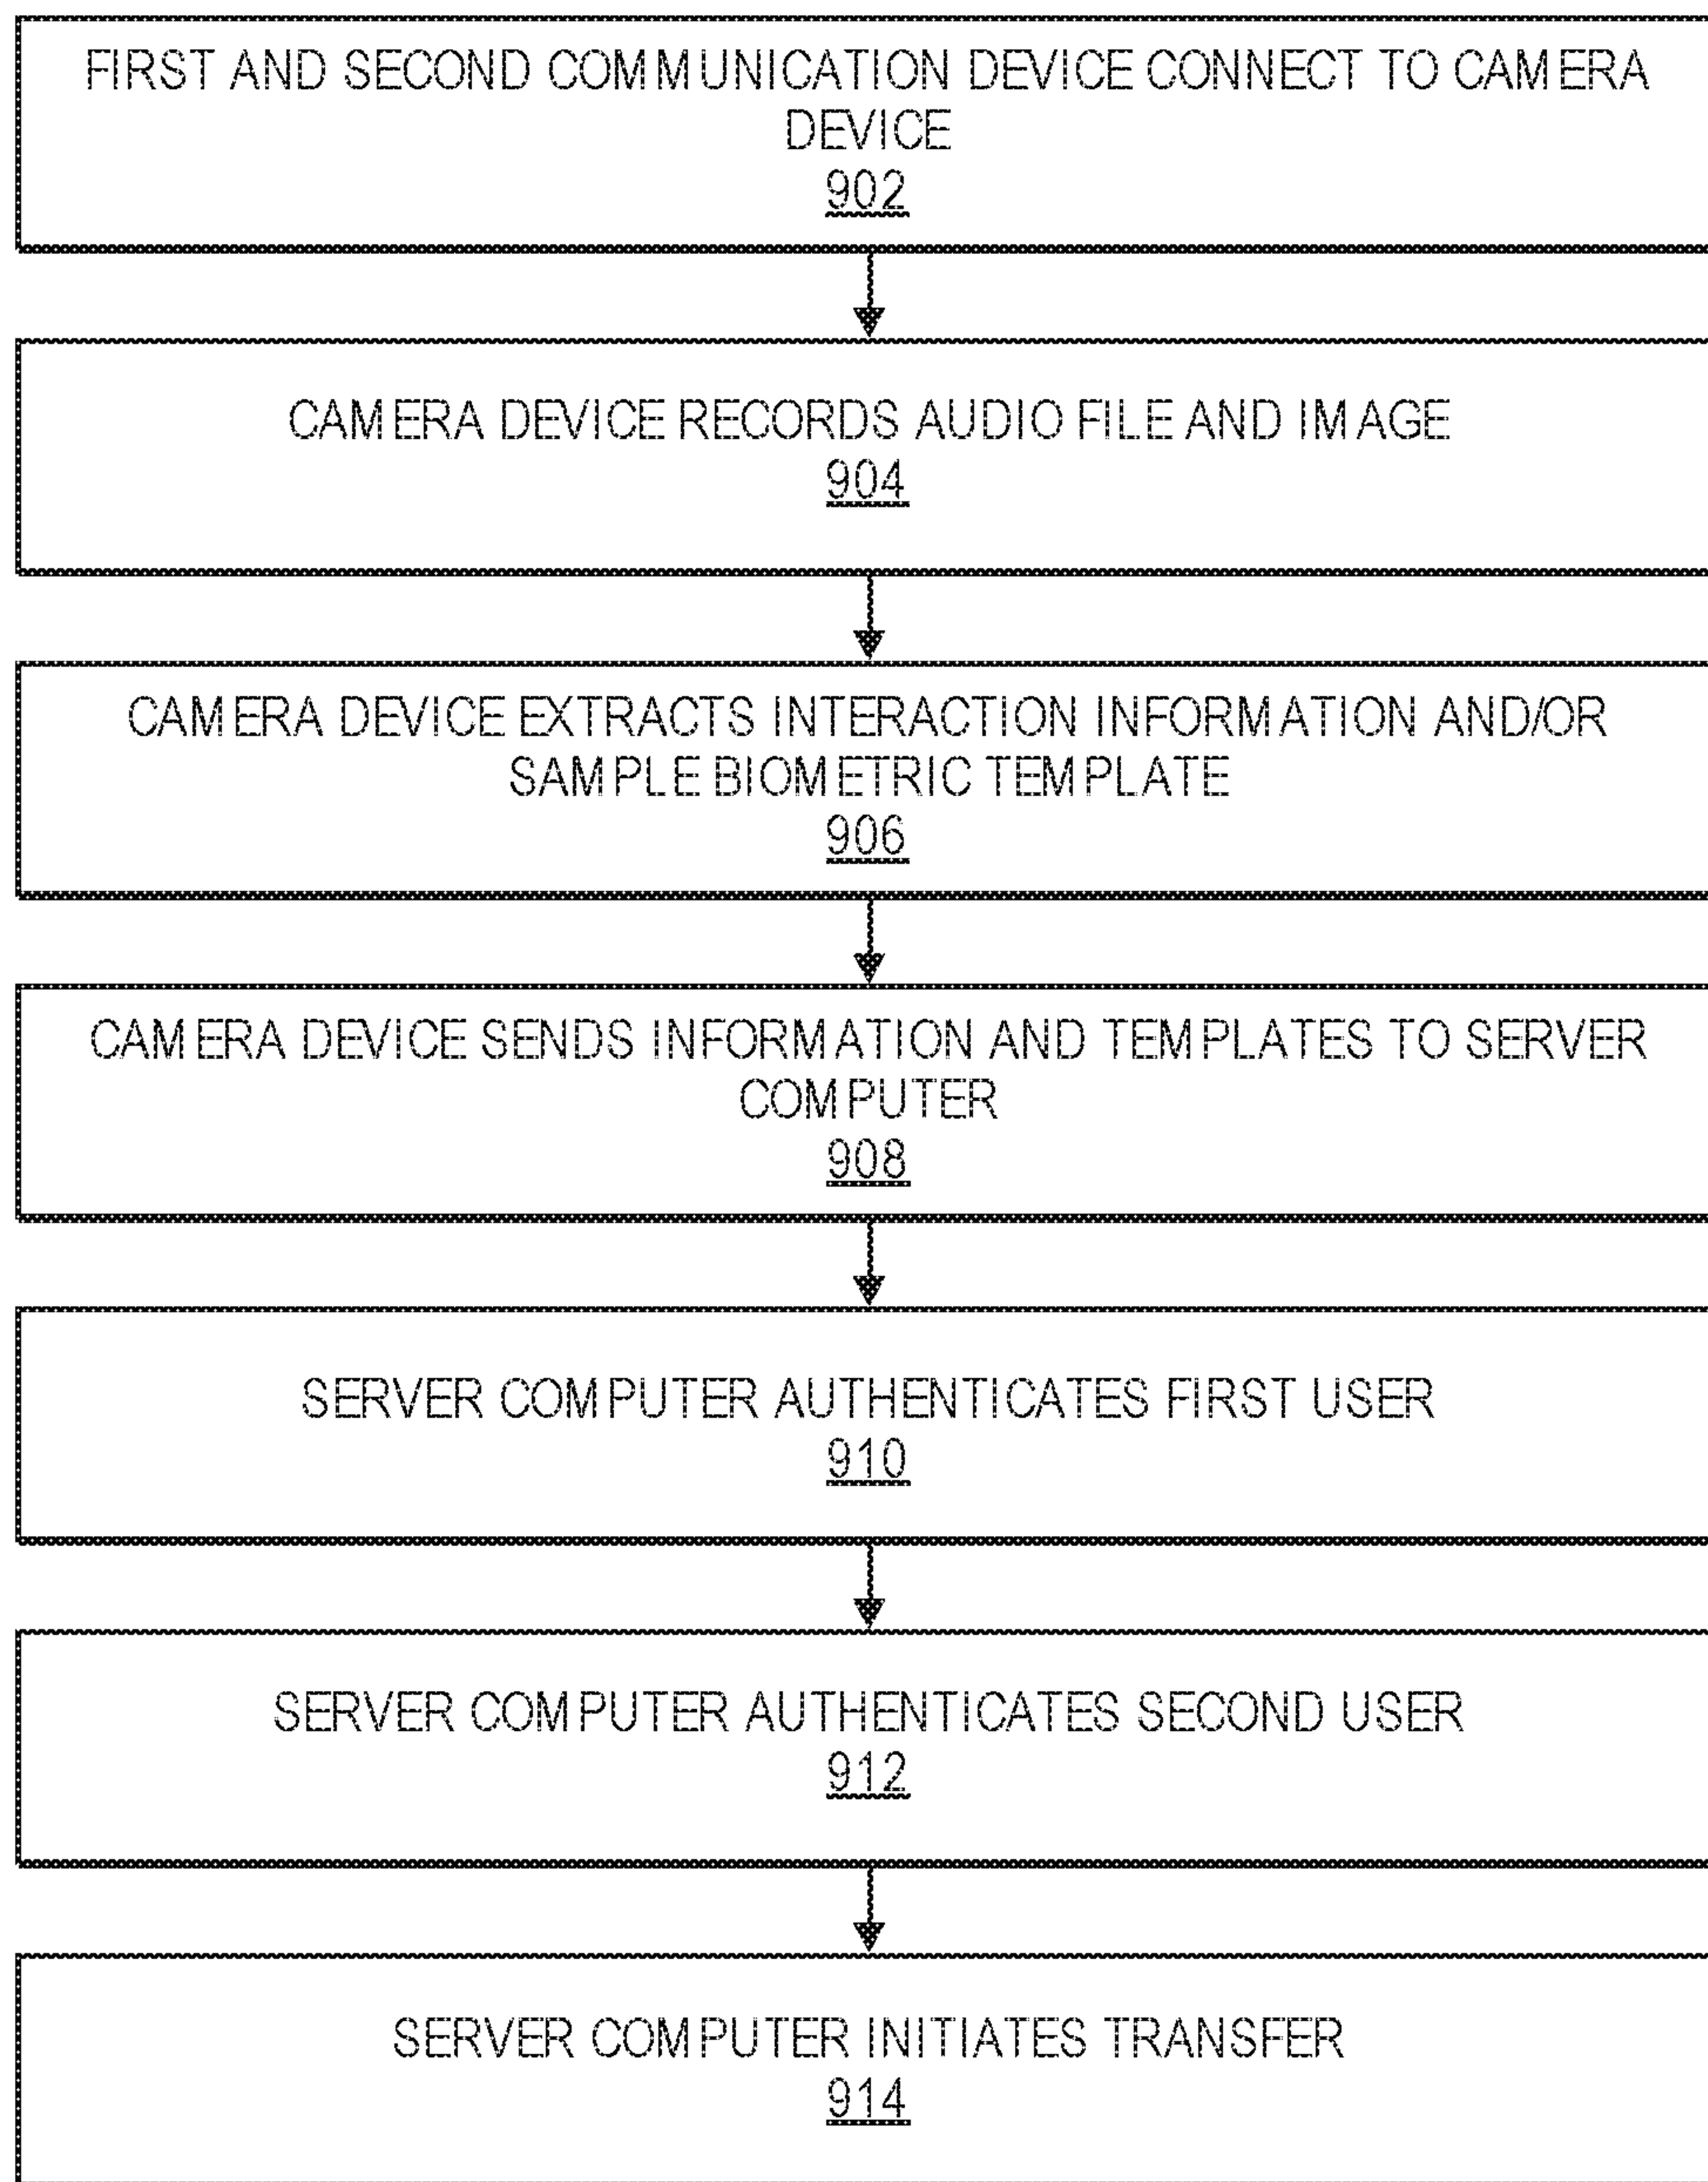 FIRST AND SECOND COMMUNICATION DEVICE CONNECT TO CAMERA
DEVICE
902
CAMERA DEVICE RECORDS AUDIO FILE AND IMAGE
904
CAMERA DEVICE EXTRACTS INTERACTION INFORMATION AND/OR
SAMPLE BIOMETRIC TEMPLATE
906
CAMERA DEVICE SENDS INFORMATION AND TEMPLATES TO SERVER
COMPUTER
908
SERVER COMPUTER AUTHENTICATES FIRST USER
910
SERVER COMPUTER AUTHENTICATES SECOND USER
912
SERVER COMPUTER INITIATES TRANSFER
914